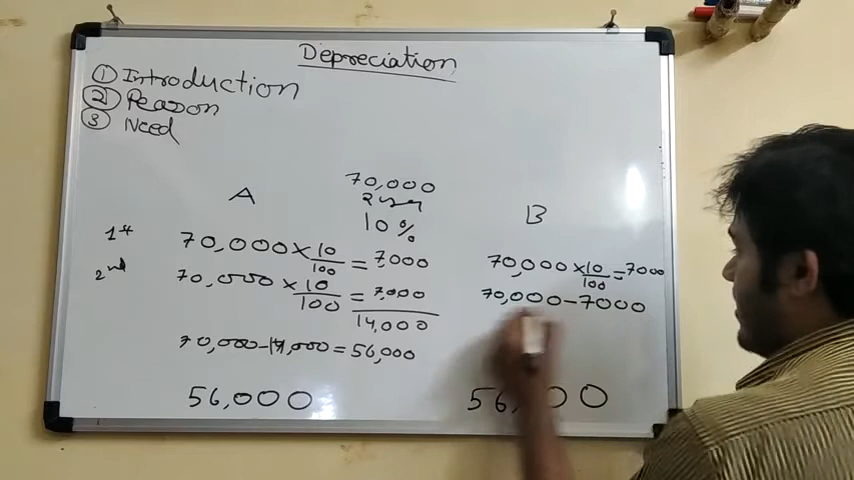 Depreciation
① Introduction
② Reason
③ Need
70,000
10%
A
B
1st 70,000 × 10/100 = 7,000
2nd 70,000 × 10/100 = 7,000
14,000
70,000 - 14,000 = 56,000
56,000
70,000 × 10/100 = 7000
70,000 - 7000